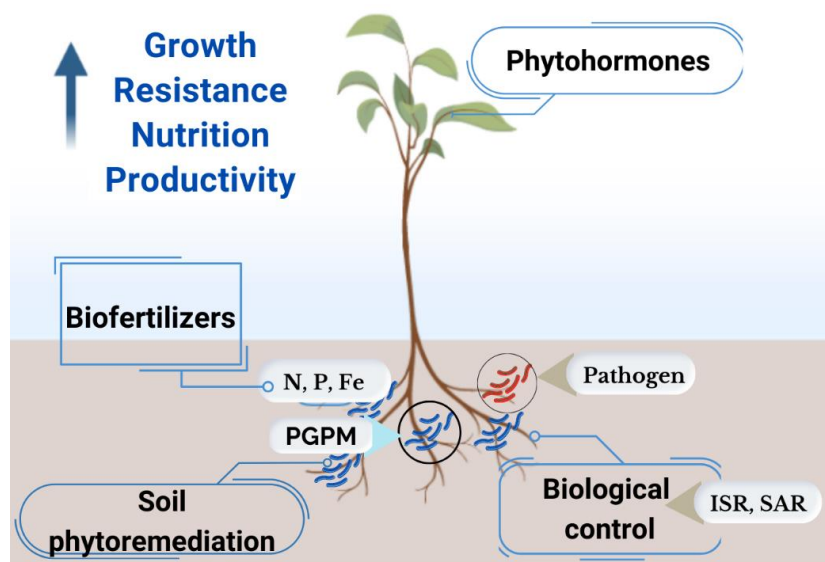 Growth
Resistance
Nutrition
Productivity
Phytohormones
Biofertilizers
N, P, Fe
Pathogen
PGPM
Soil
phytoremediation
Biological
control
ISR, SAR